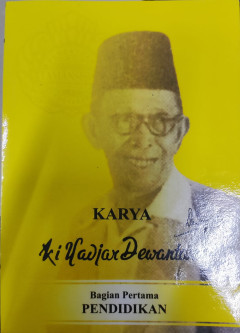 KARYA
Ki Hadjar Dewantara
Bagian Pertama
PENDIDIKAN